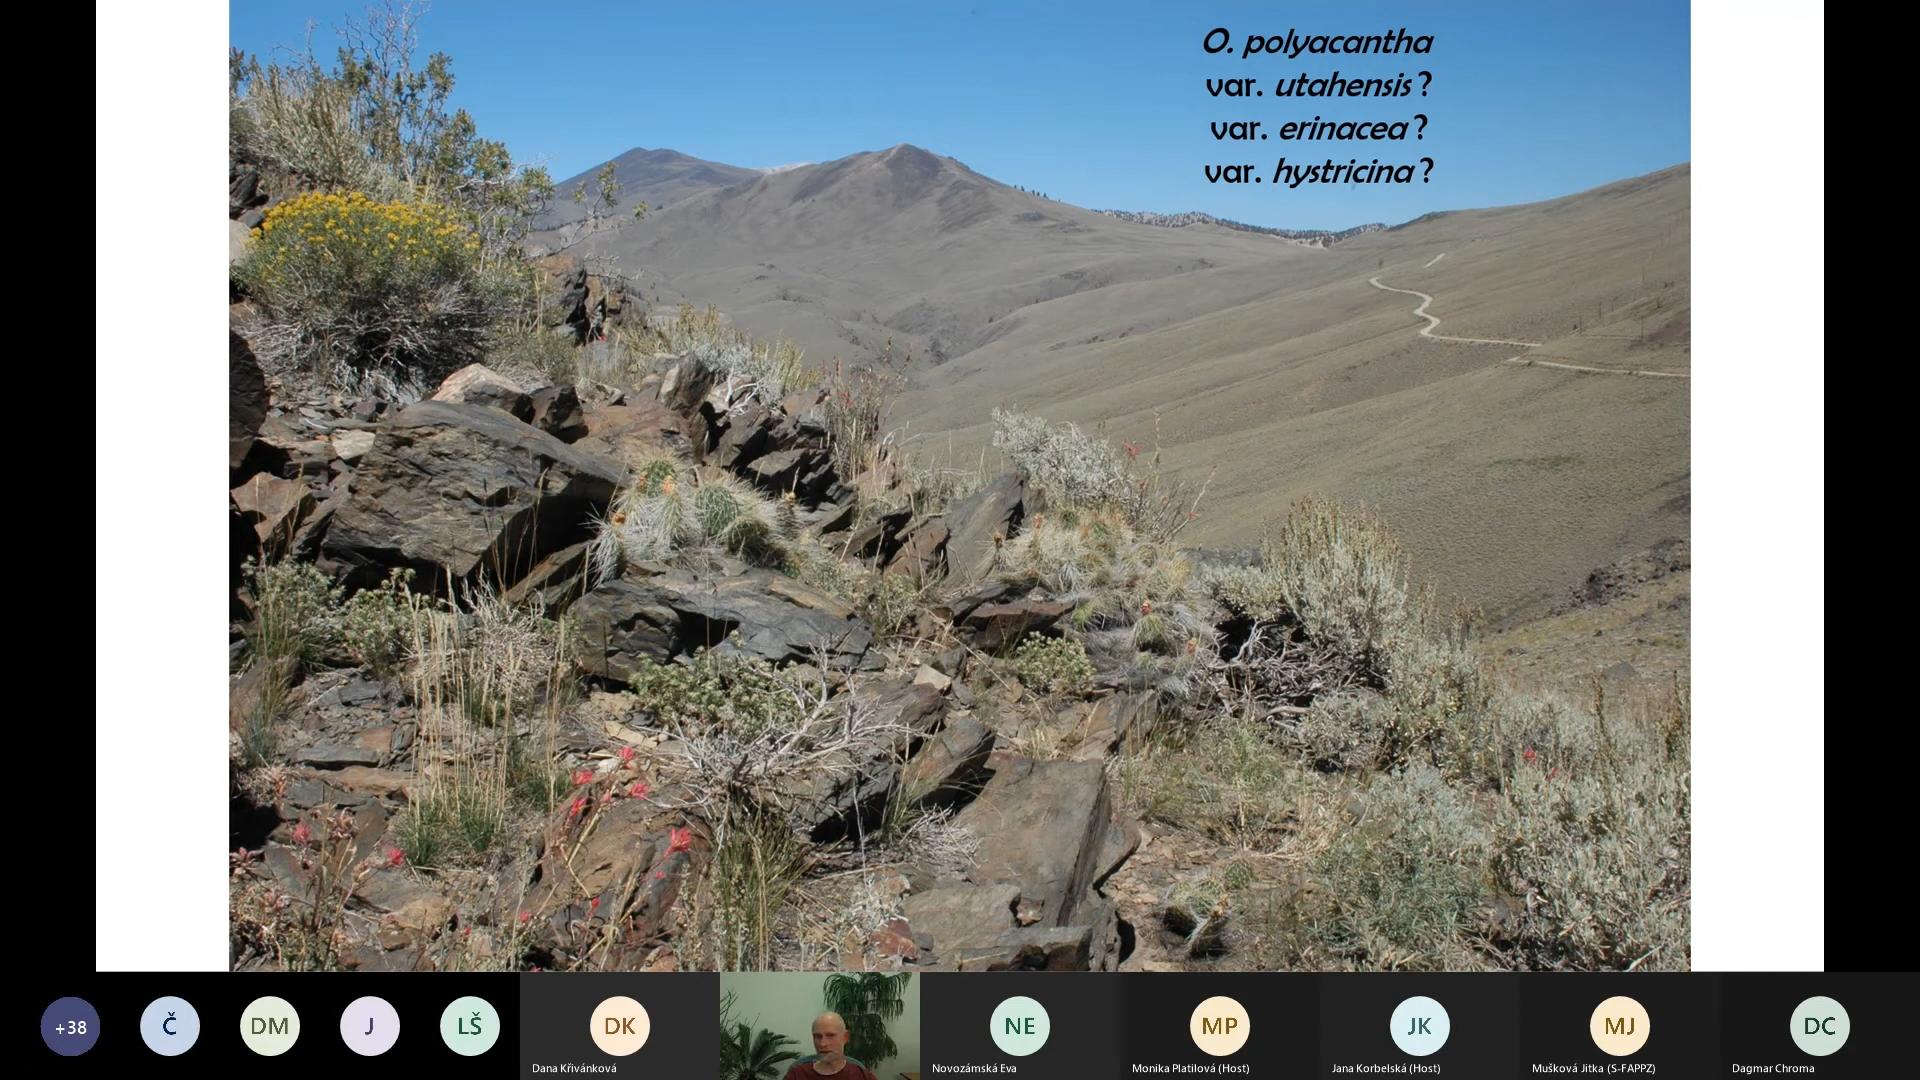 O. polyacantha
var. utahensis ?
var. erinacea ?
var. hystricina ?
+38
Č
DM
J
LŠ
DK
Dana Křivánková
NE
Novozámská Eva
MP
Monika Platilová (Host)
JK
Jana Korbelská (Host)
MJ
Mušková Jitka (S-FAPPZ)
DC
Dagmar Chroma